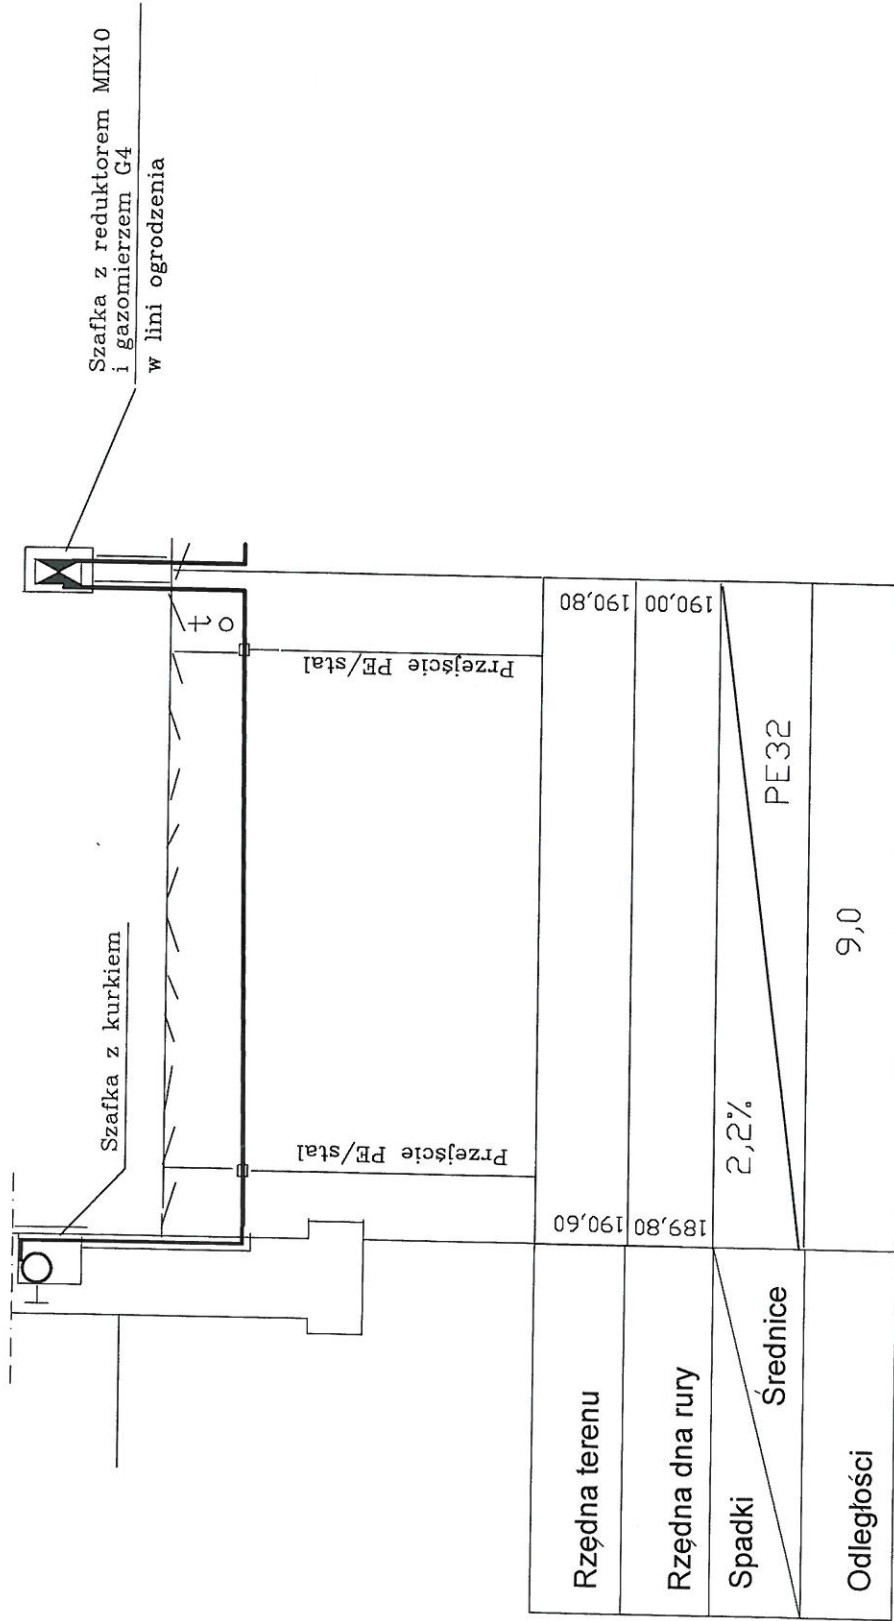 Szafka z reduktorem MIX10
i gazomierzem G4
w lini ogrodzenia
Szafka z kurkiem
Przejście PE/stal
Przejście PE/stal
Rzędna terenu
190,60
190,80
Rzędna dna rury
189,80
190,00
Spadki
Średnice
2,2%
PE32
Odległości
9,0